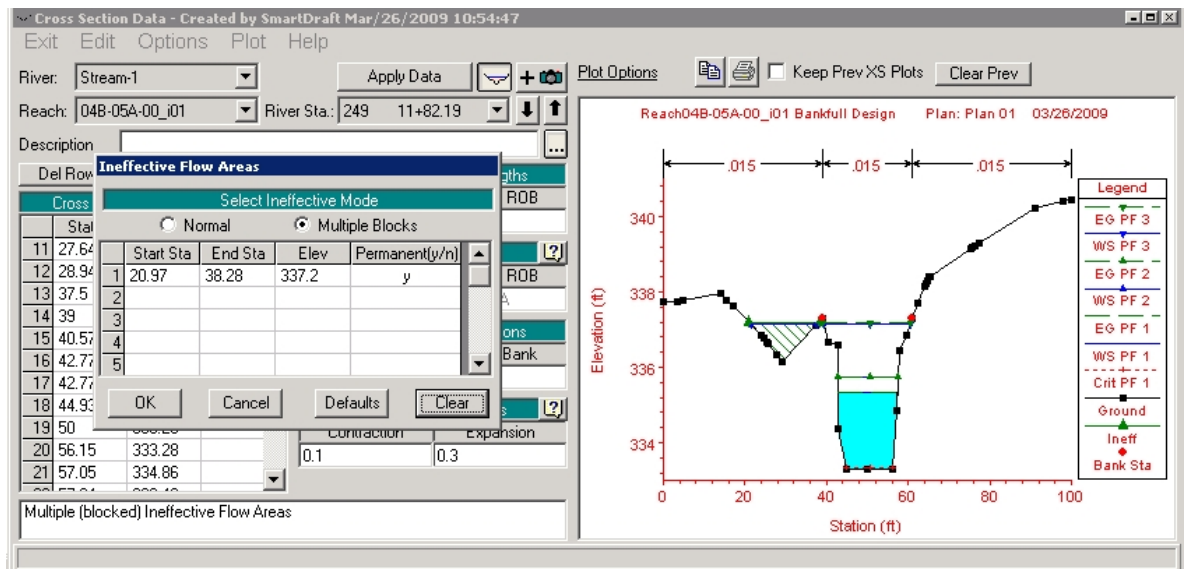 Cross Section Data - Created by SmartDraft Mar/26/2009 10:54:47
Exit Edit Options Plot Help
River: Stream-1 Apply Data
Reach: 04B-05A-00_i01 River Sta.: 249 11+82.19
Description ...
Plot Options Keep Prev XS Plots Clear Prev
Del Row
Ineffective Flow Areas
Select Ineffective Mode
Normal Multiple Blocks
Start Sta End Sta Elev Permanent(y/n)
1 20.97 38.28 337.2 y
2
3
4
5
OK Cancel Defaults Clear
Cross
ROB
11 27.64
12 28.94
13 37.5
14 39
15 40.57
16 42.77
17 42.77
18 44.93
19 50
20 56.15 333.28
21 57.05 334.86
ROB
Bank
Contraction Expansion
0.1 0.3
Multiple (blocked) Ineffective Flow Areas
Reach04B-05A-00_i01 Bankfull Design Plan: Plan 01 03/26/2009
.015 .015 .015
Elevation (ft)
340
338
336
334
0 20 40 60 80 100
Station (ft)
Legend
EG PF 3
WS PF 3
EG PF 2
WS PF 2
EG PF 1
WS PF 1
Crit PF 1
Ground
Ineff
Bank Sta